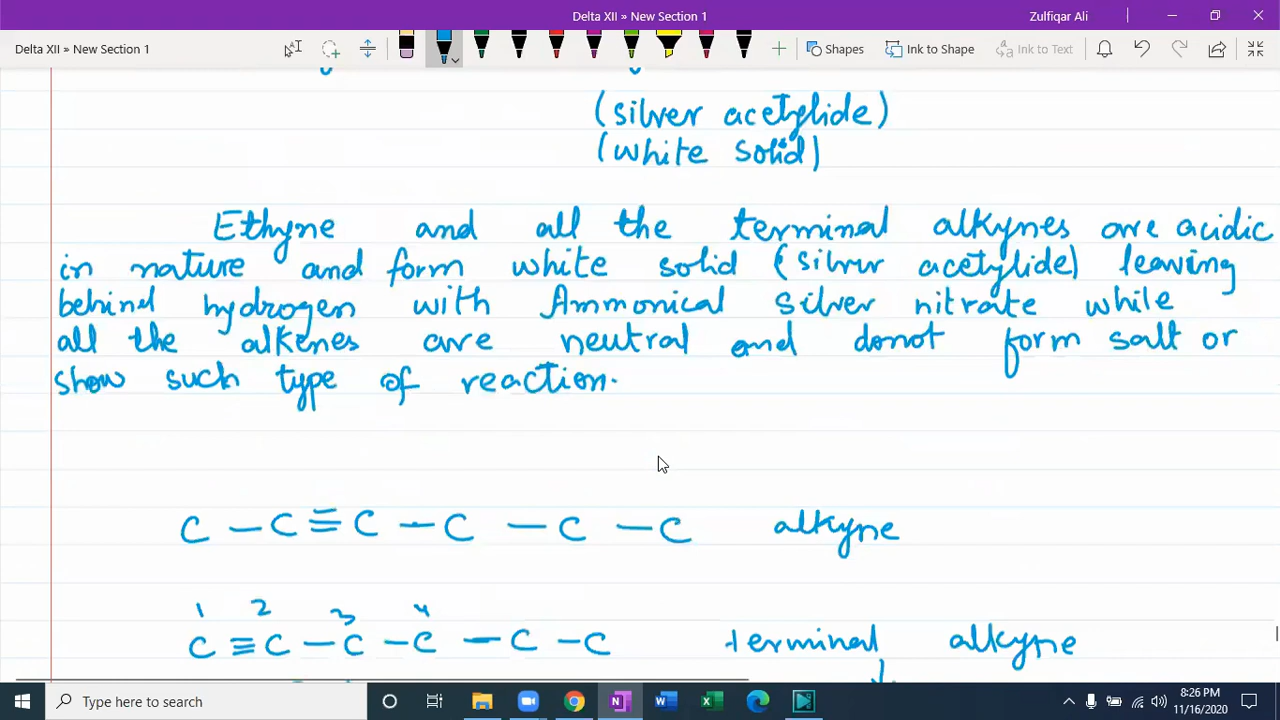 Delta XII » New Section 1
Zulfiqar Ali
Delta XII » New Section 1
Shapes
Ink to Shape
Ink to Text
(silver acetylide)
(white solid)
Ethyne and all the terminal alkynes are acidic
in nature and form white solid (silver acetylide) leaving
behind hydrogen with Ammonical silver nitrate while
all the alkenes are neutral and donot form salt or
show such type of reaction.
C — C ≡ C — C — C — C alkyne
1 2 3 4
C ≡ C — C — C — C — C terminal alkyne
Type here to search
8:26 PM
11/16/2020